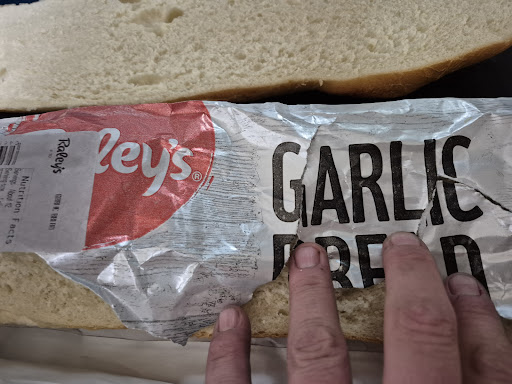 ley's®
Raley's
Nutrition Facts
GARLIC
BREAD